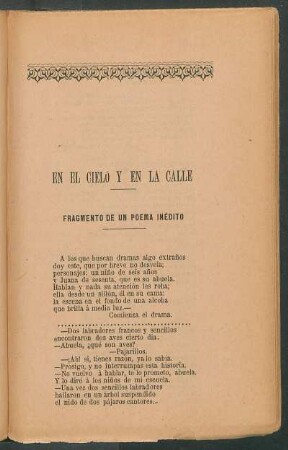 EN EL CIELO Y EN LA CALLE
FRAGMENTO DE UN POEMA INÉDITO
A los que buscan dramas algo extraños
doy este, que por breve no desvela;
personajes: un niño de seis años
y Juana de sesenta, que es su abuela.
Hablan y nada su atención les roba;
ella desde un sillón, él en su cama:
la escena en el fondo de una alcoba
que brilla á media luz.—
Comienza el drama.
—Dos labradores francos y sencillos
encontraron dos aves cierto día.
—Abuela, ¿qué son aves?
—Pajarillos.
—¡Ah! sí, tienes razón, ya lo sabía.
—Prosigo, y no interrumpas esta historia.
—No vuelvo á hablar, te lo prometo, abuela.
Y lo diré á los niños de mi escuela.
—Una vez dos sencillos labradores
hallaron en un árbol suspendido
el nido de dos pájaros cantores...